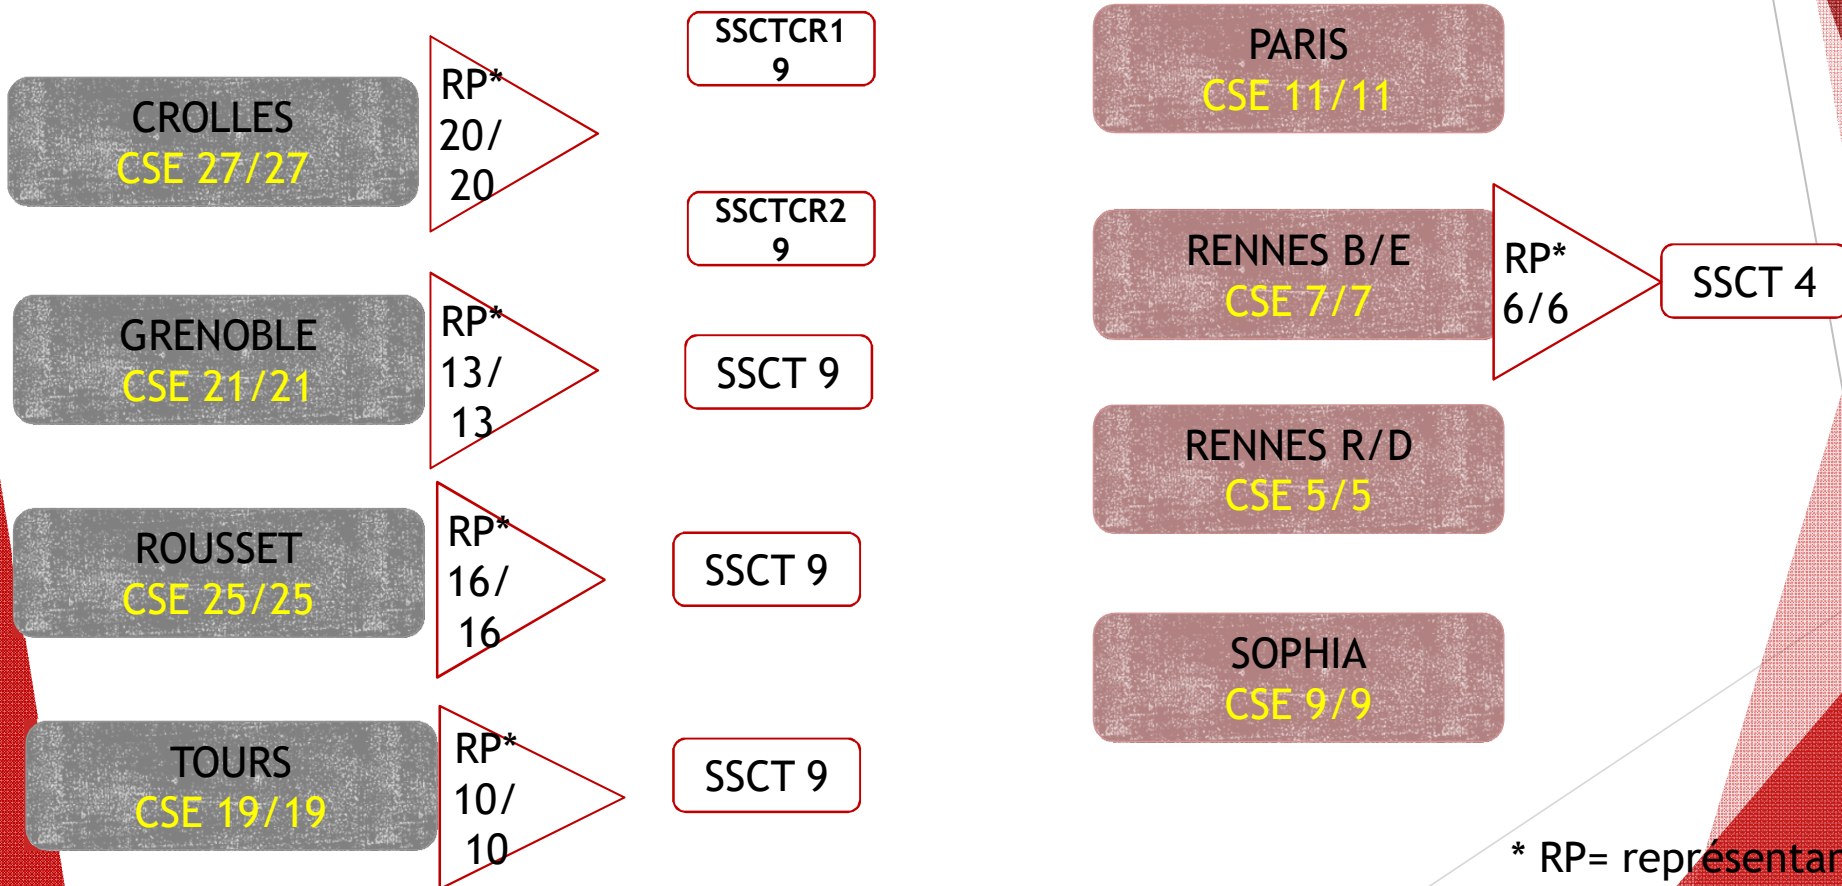 CROLLES
CSE 27/27
RP*
20/
20
SSCTCR1
9
SSCTCR2
9
GRENOBLE
CSE 21/21
RP*
13/
13
SSCT 9
ROUSSET
CSE 25/25
RP*
16/
16
SSCT 9
TOURS
CSE 19/19
RP*
10/
10
SSCT 9
PARIS
CSE 11/11
RENNES B/E
CSE 7/7
RP*
6/6
SSCT 4
RENNES R/D
CSE 5/5
SOPHIA
CSE 9/9
* RP= représentan